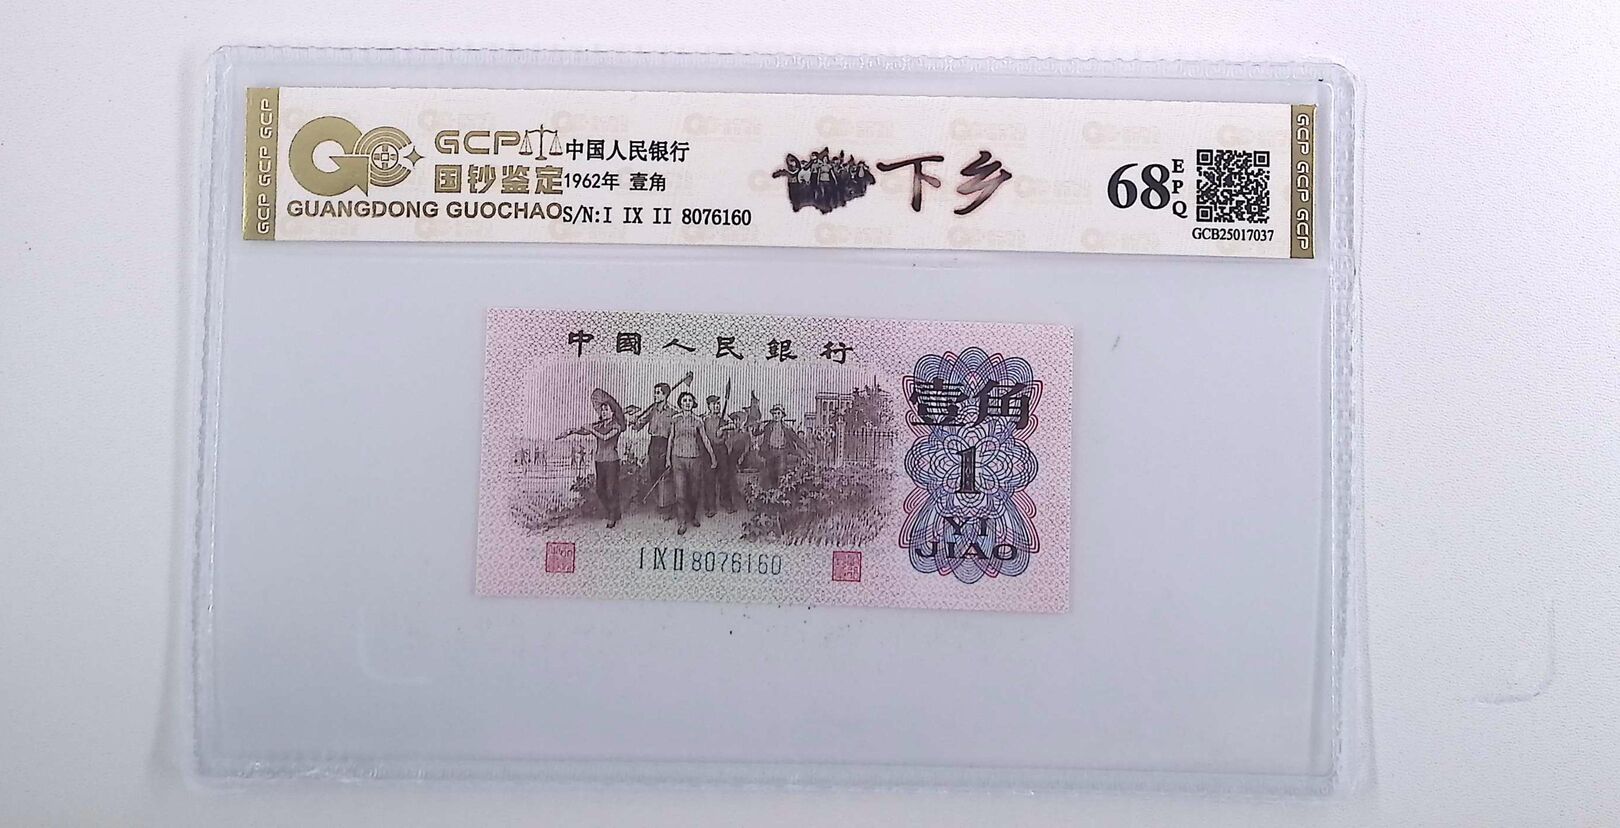 GCP GCP GCP
GCP
国钞鉴定
GUANGDONG GUOCHAO
中国人民银行
1962年 壹角
S/N:I IX II 8076160
下乡
68
EPQ
GCB25017037
GCP GCP GCP
中國人民銀行
壹角
1
YI
JIAO
I IX II 8076160